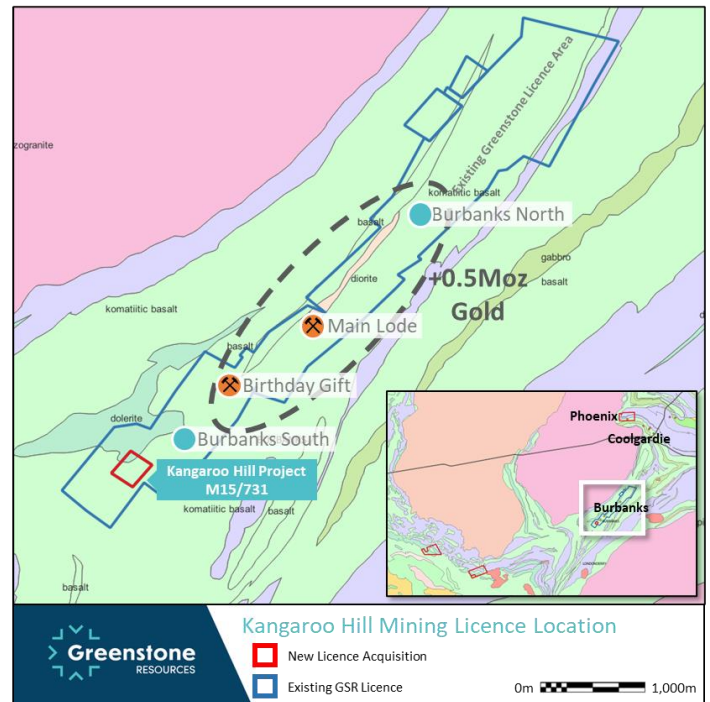 zogranite
Existing Greenstone Licence Area
komatiitic basalt
Burbanks North
basalt
diorite
gabbro
basalt
+0.5Moz
Gold
komatiitic basalt
Main Lode
basalt
Birthday Gift
dolerite
Burbanks South
Kangaroo Hill Project
M15/731
komatiitic basalt
basalt
Phoenix
Coolgardie
Burbanks
Greenstone
RESOURCES
Kangaroo Hill Mining Licence Location
New Licence Acquisition
Existing GSR Licence
0m
1,000m